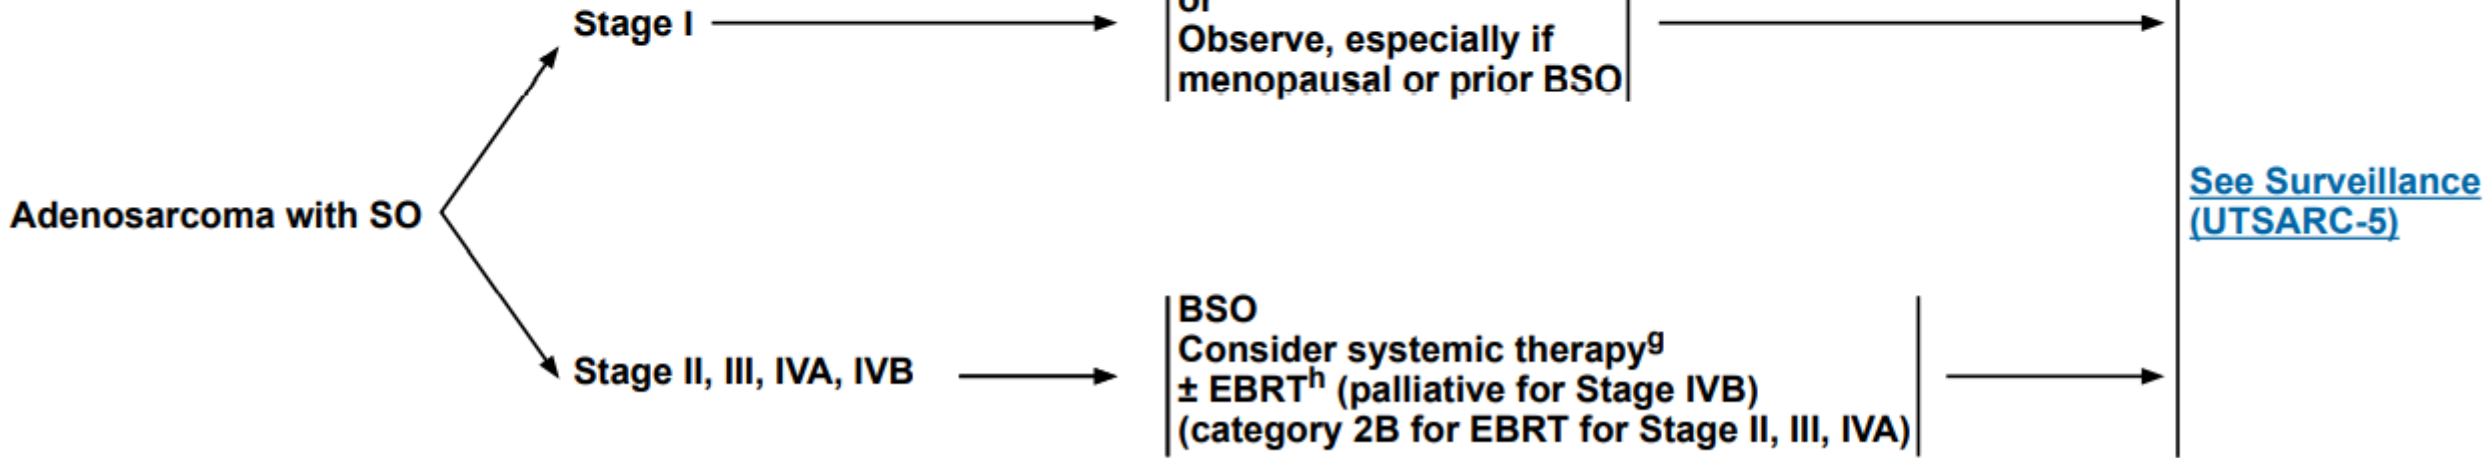 Stage I
or
Observe, especially if
menopausal or prior BSO
Adenosarcoma with SO
See Surveillance
(UTSARC-5)
Stage II, III, IVA, IVB
BSO
Consider systemic therapyg
± EBRTh (palliative for Stage IVB)
(category 2B for EBRT for Stage II, III, IVA)